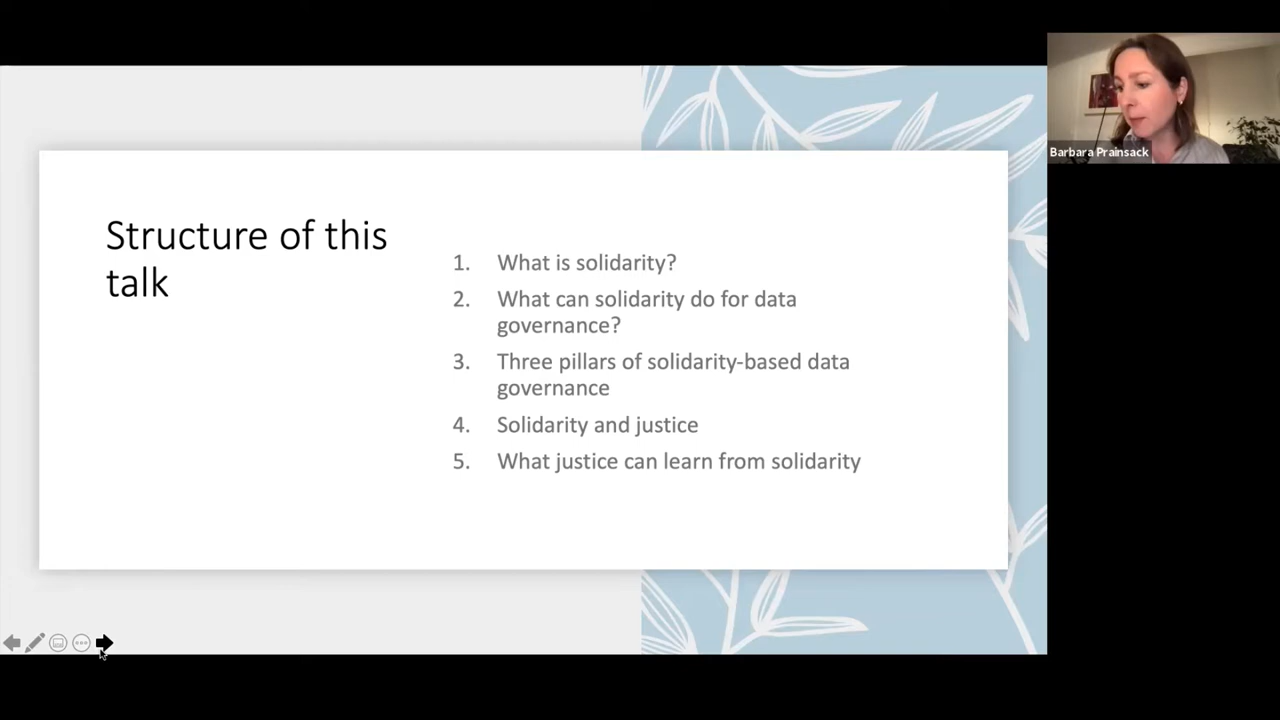 Barbara Prainsack
Structure of this
talk
1. What is solidarity?
2. What can solidarity do for data
governance?
3. Three pillars of solidarity-based data
governance
4. Solidarity and justice
5. What justice can learn from solidarity